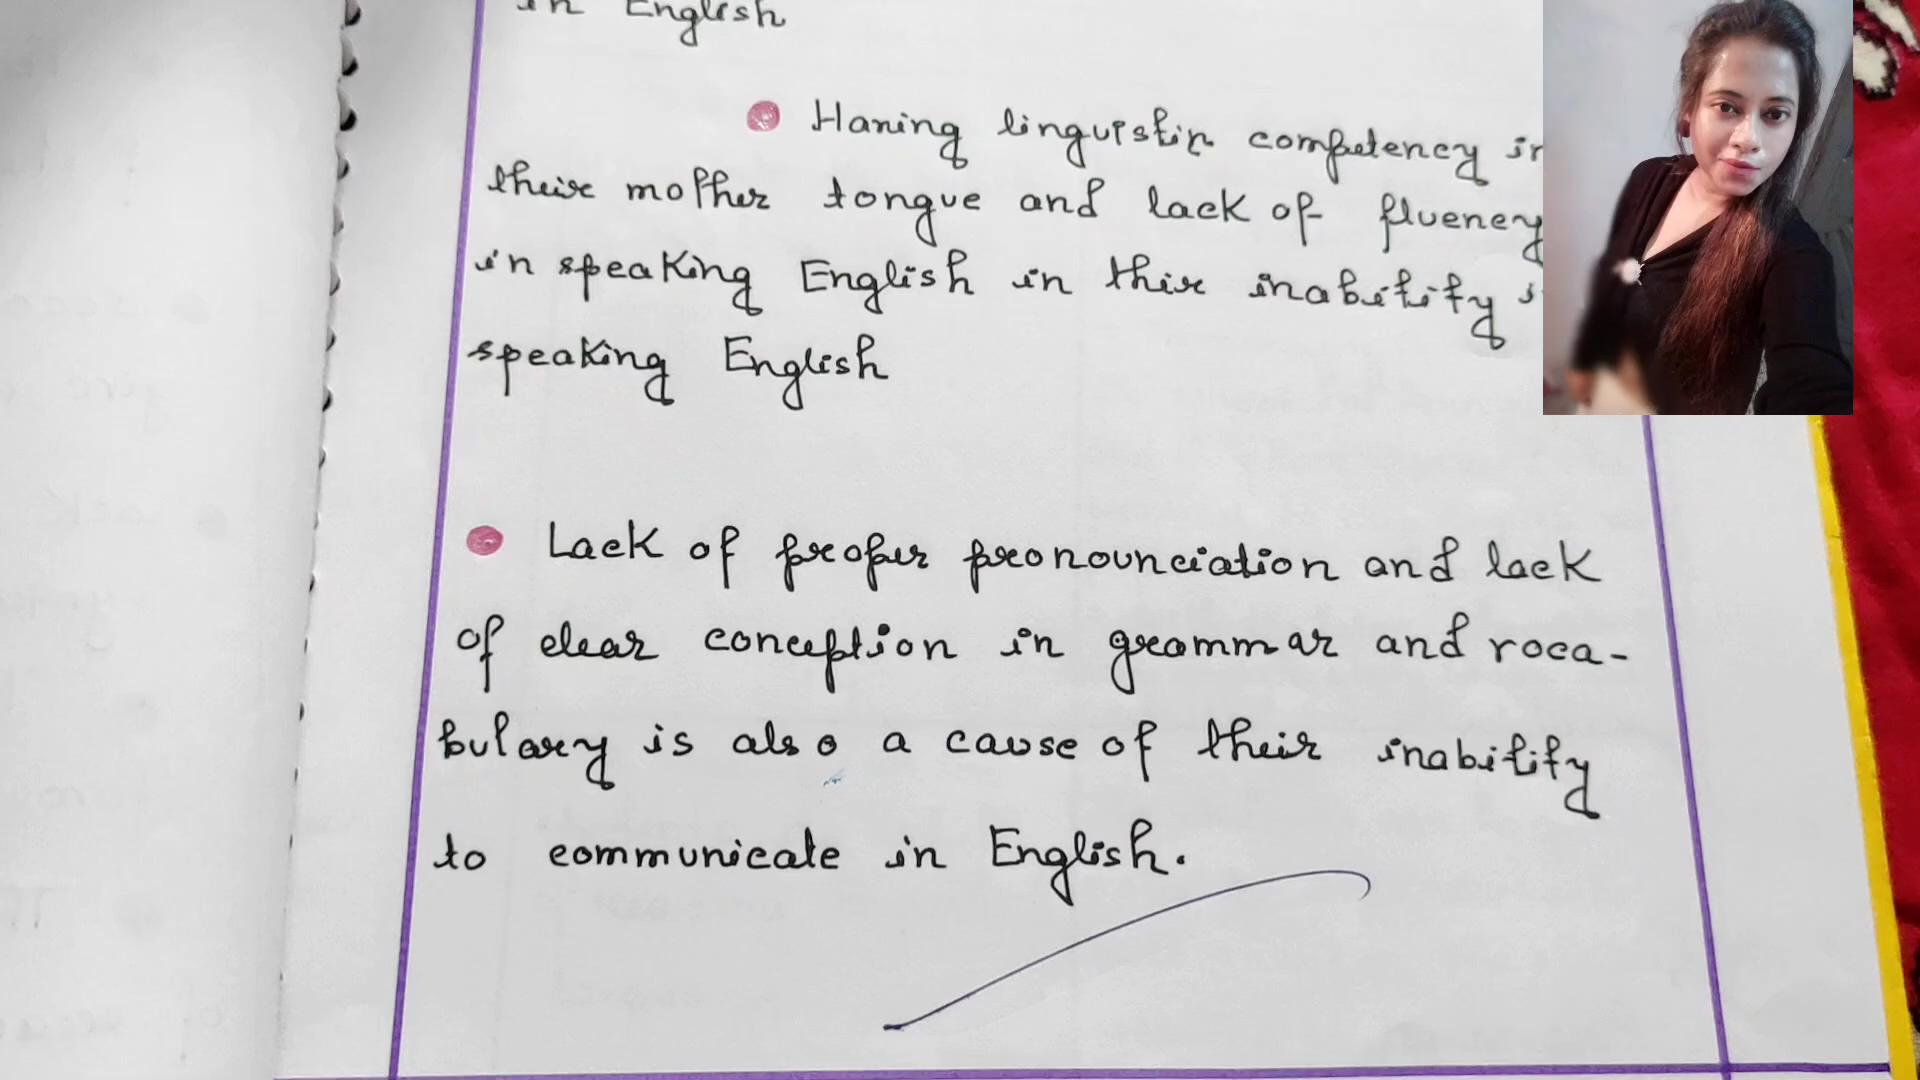 in English
Having linguistic competency in
their mother tongue and lack of fluency
in speaking English in thir inability
speaking English
Lack of proper pronounciation and lack
of clear conception in grammar and voca-
bulary is also a cause of their inability
to communicate in English.